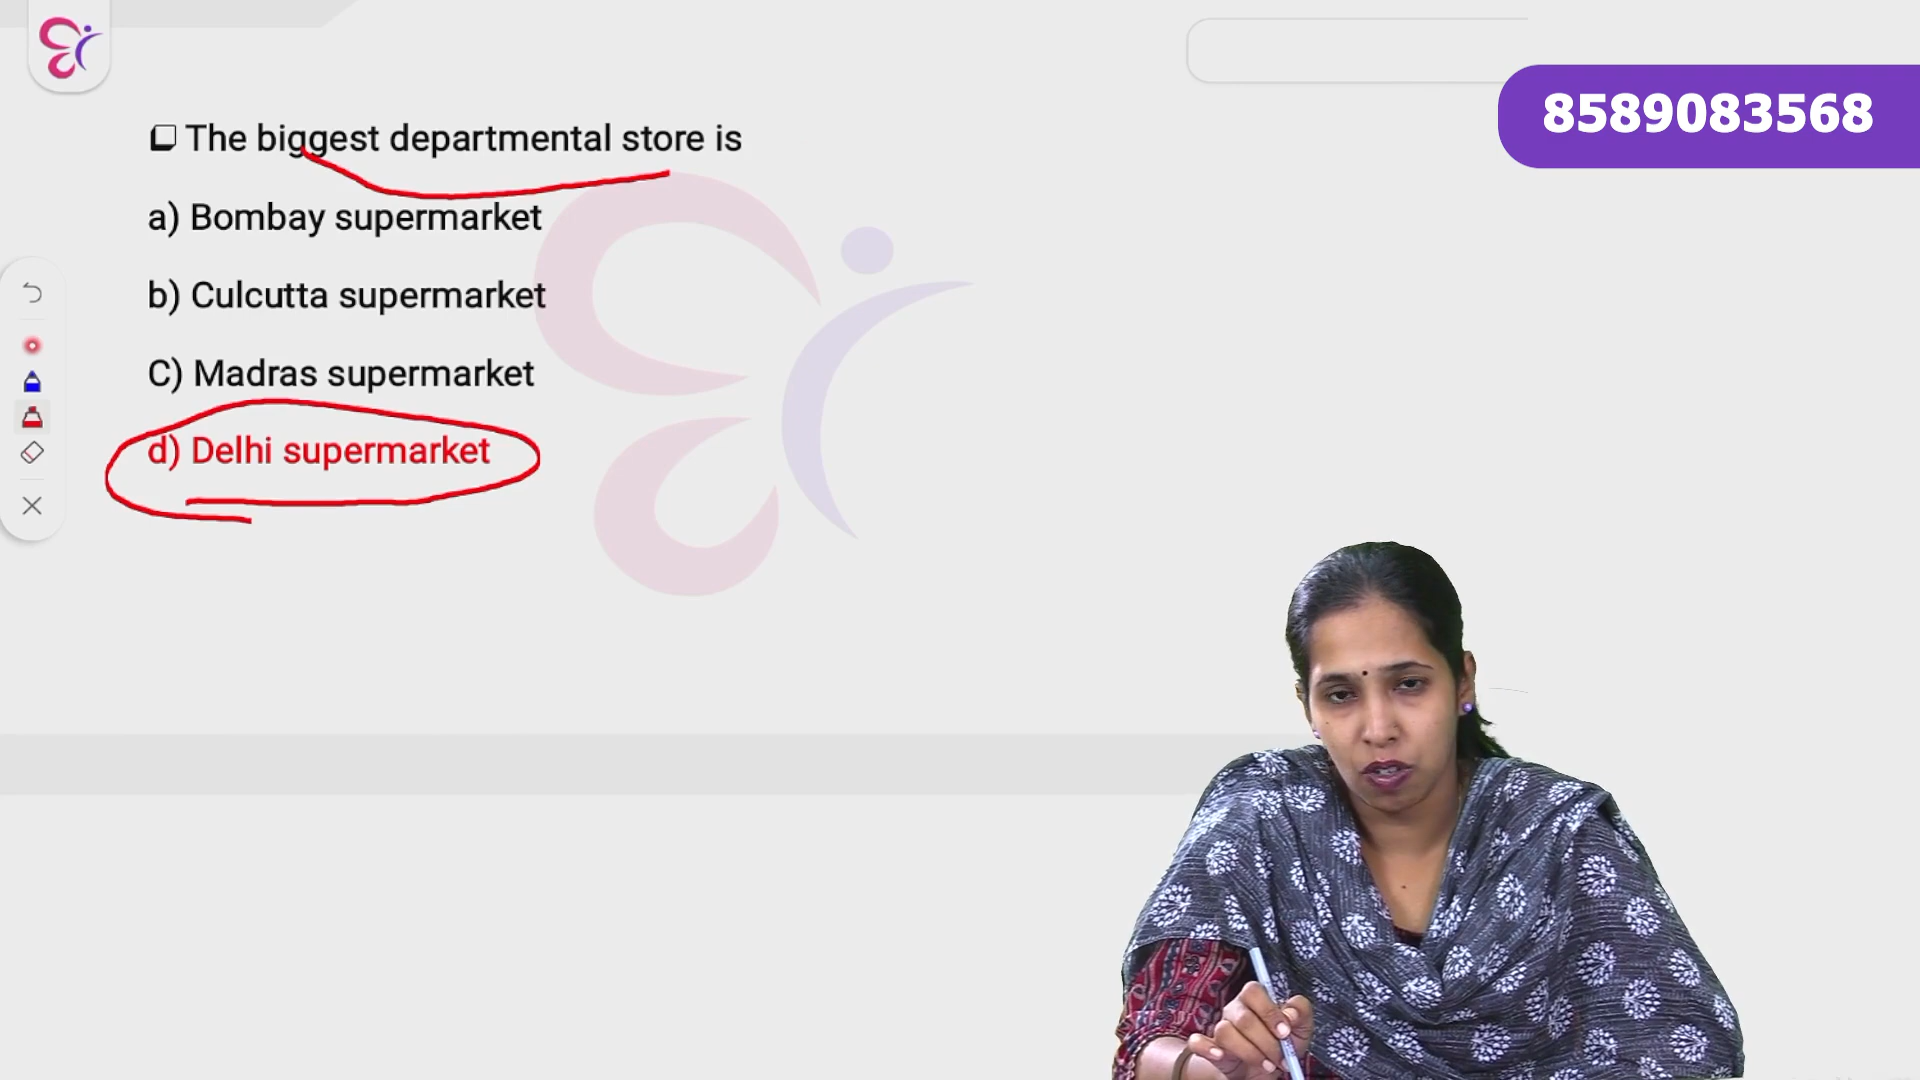 8589083568
❑ The biggest departmental store is
a) Bombay supermarket
b) Culcutta supermarket
C) Madras supermarket
d) Delhi supermarket